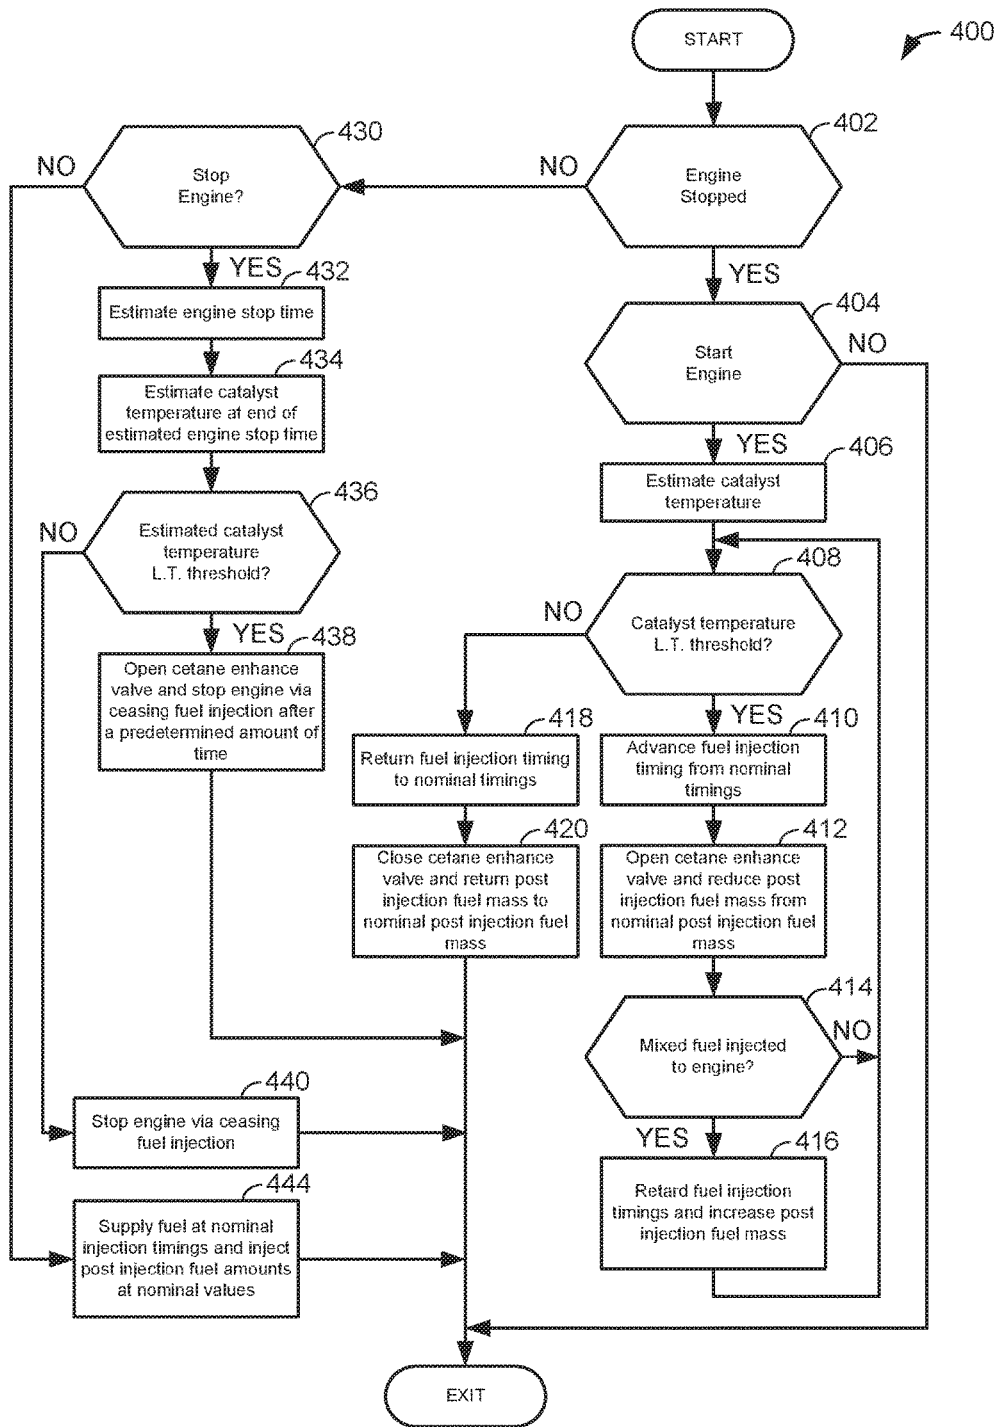 START
400
402
Engine
Stopped
NO
YES
430
Stop
Engine?
NO
YES
432
Estimate engine stop time
434
Estimate catalyst
temperature at end of
estimated engine stop time
436
Estimated catalyst
temperature
L.T. threshold?
NO
YES
438
Open cetane enhance
valve and stop engine via
ceasing fuel injection after
a predetermined amount of
time
440
Stop engine via ceasing
fuel injection
444
Supply fuel at nominal
injection timings and inject
post injection fuel amounts
at nominal values
404
Start
Engine
NO
YES
406
Estimate catalyst
temperature
408
Catalyst temperature
L.T. threshold?
NO
YES
418
Return fuel injection timing
to nominal timings
420
Close cetane enhance
valve and return post
injection fuel mass to
nominal post injection fuel
mass
410
Advance fuel injection
timing from nominal
timings
412
Open cetane enhance
valve and reduce post
injection fuel mass from
nominal post injection fuel
mass
414
Mixed fuel injected
to engine?
NO
YES
416
Retard fuel injection
timings and increase post
injection fuel mass
EXIT